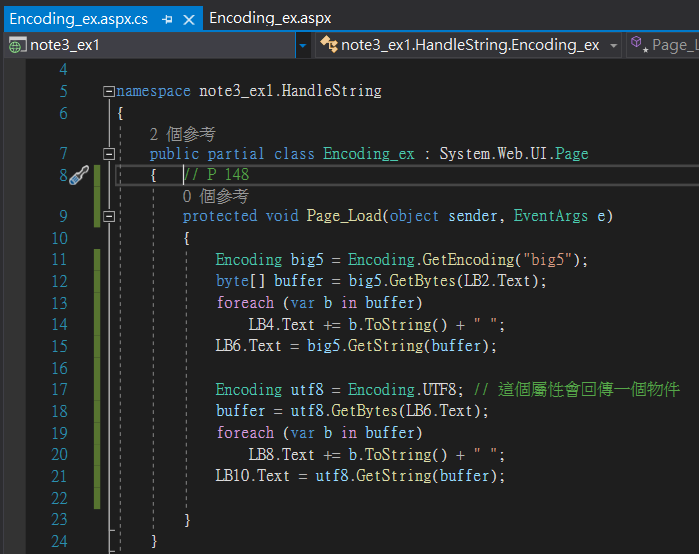 Encoding_ex.aspx.cs Encoding_ex.aspx
note3_ex1 note3_ex1.HandleString.Encoding_ex Page_L
4
5 namespace note3_ex1.HandleString
6 {
2 個參考
7 public partial class Encoding_ex : System.Web.UI.Page
8 { // P 148
0 個參考
9 protected void Page_Load(object sender, EventArgs e)
10 {
11 Encoding big5 = Encoding.GetEncoding("big5");
12 byte[] buffer = big5.GetBytes(LB2.Text);
13 foreach (var b in buffer)
14 LB4.Text += b.ToString() + " ";
15 LB6.Text = big5.GetString(buffer);
16
17 Encoding utf8 = Encoding.UTF8; // 這個屬性會回傳一個物件
18 buffer = utf8.GetBytes(LB6.Text);
19 foreach (var b in buffer)
20 LB8.Text += b.ToString() + " ";
21 LB10.Text = utf8.GetString(buffer);
22
23 }
24 }